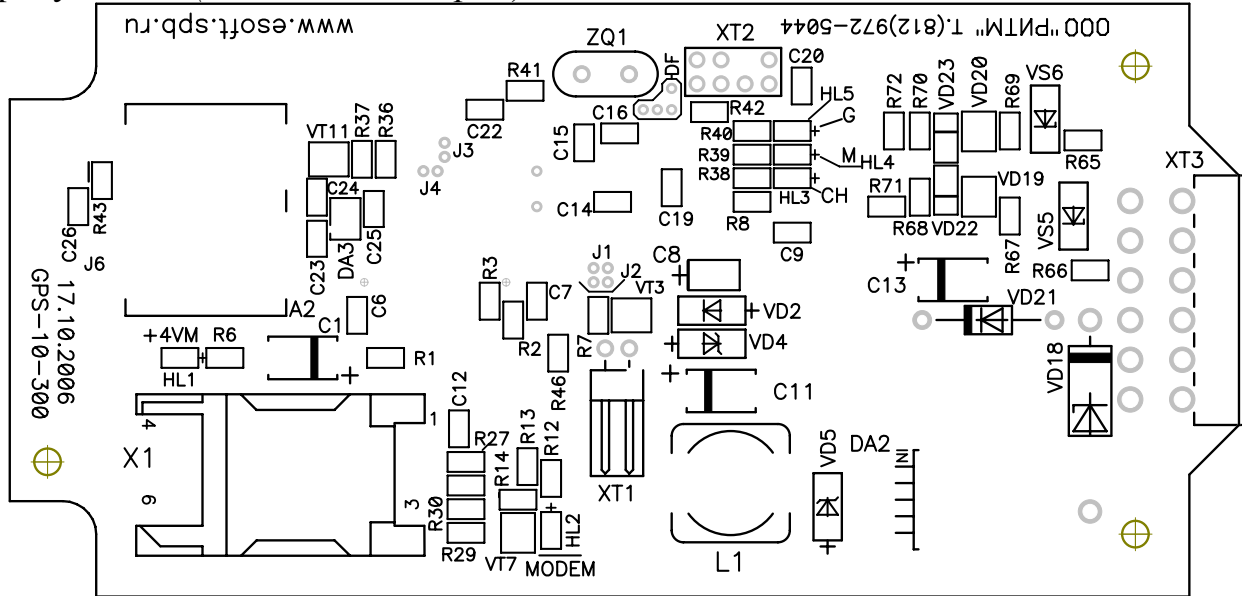 www.esoft.spb.ru
ООО"РИТМ" Т.(812)972-5044
ZQ1
XT2
DF
C20
R41
C22
C16
C15
R42
HL5
G
R40
R39
R38
M
HL4
HL3
CH
R8
C9
C19
C14
R72
R70
VD23
VD20
R69
VS6
R65
XT3
R71
R68
VD22
VD19
R67
VS5
R66
VT11
R37
R36
J3
J4
C24
C23
DA3
C25
R43
C26
J6
A2
17.10.2006
GPS-10-300
C6
R3
R2
C7
J1
J2
VT3
R7
R46
C8
+
VD2
+
VD4
+
C13
+
VD21
VD18
+4VM
R6
HL1
+
C1
+
R1
C11
+
X1
4
6
1
3
C12
R27
R14
R13
R12
R30
R29
VT7
HL2
+
MODEM
XT1
L1
VD5
+
DA2
N